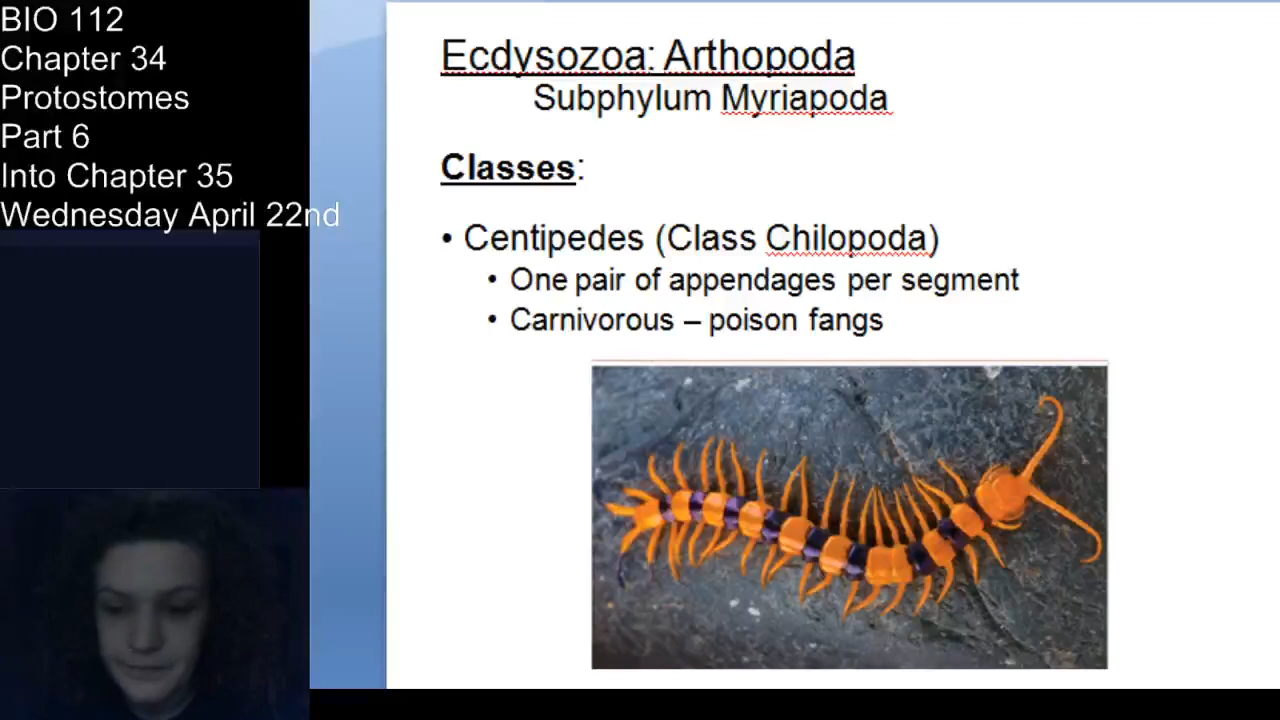 BIO 112
Chapter 34
Protostomes
Part 6
Into Chapter 35
Wednesday April 22nd
Ecdysozoa: Arthopoda
Subphylum Myriapoda
Classes:
• Centipedes (Class Chilopoda)
• One pair of appendages per segment
• Carnivorous – poison fangs